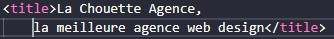 <title>La Chouette Agence,
la meilleure agence web design</title>